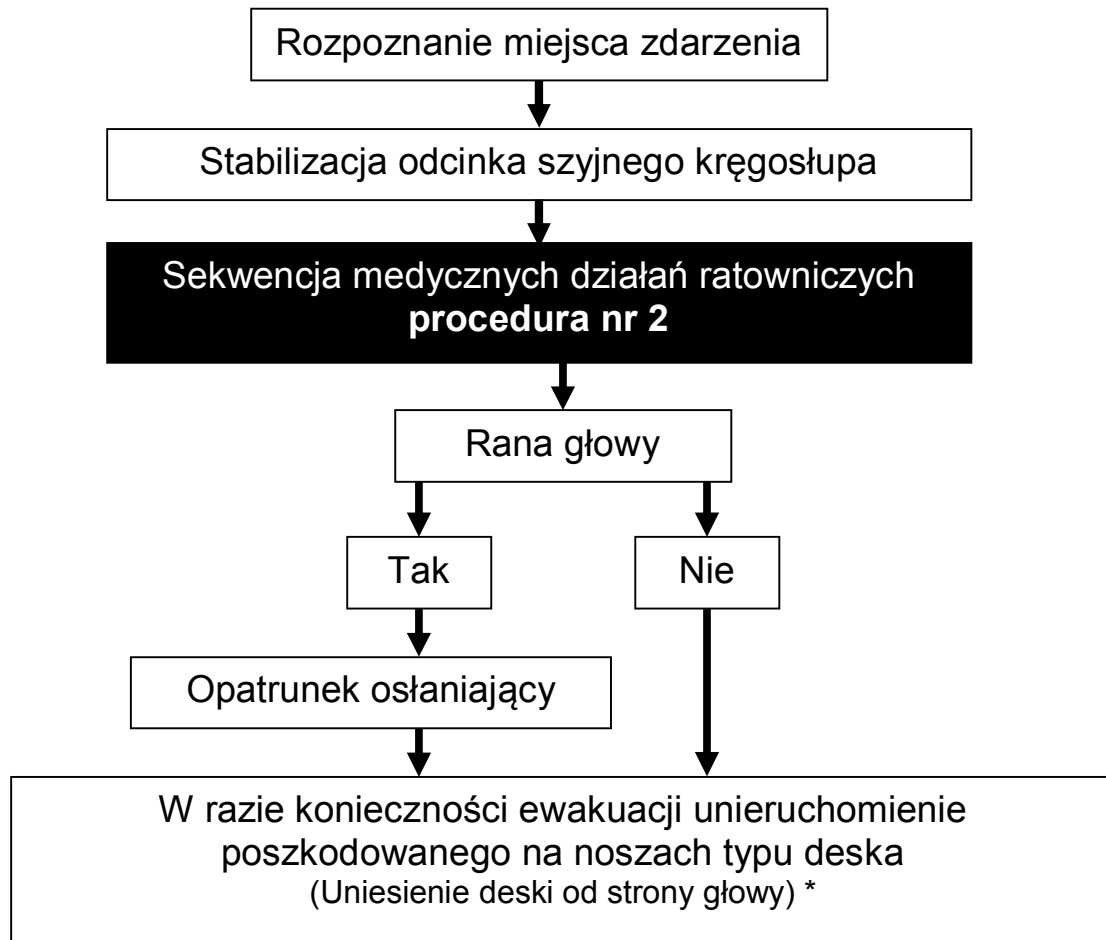 Rozpoznanie miejsca zdarzenia
Stabilizacja odcinka szyjnego kręgosłupa
Sekwencja medycznych działań ratowniczych
procedura nr 2
Rana głowy
Tak
Nie
Opatrunek osłaniający
W razie konieczności ewakuacji unieruchomienie
poszkodowanego na noszach typu deska
(Uniesienie deski od strony głowy) *